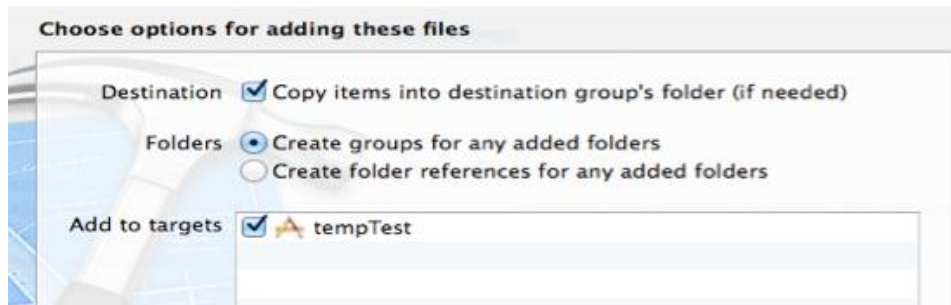 Choose options for adding these files
Destination Copy items into destination group's folder (if needed)
Folders Create groups for any added folders
Create folder references for any added folders
Add to targets tempTest